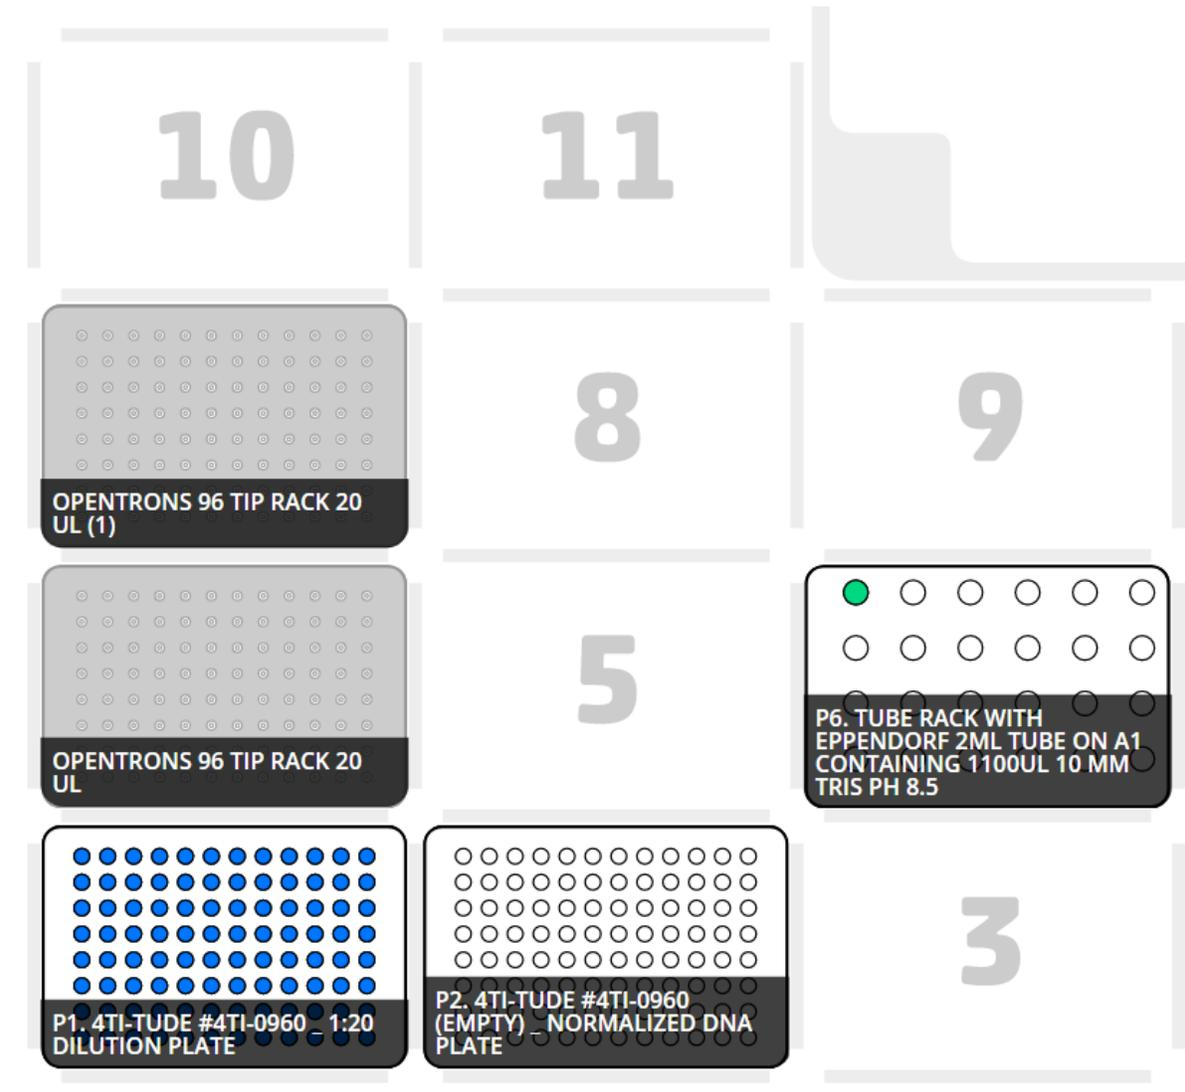 10
11
OPENTRONS 96 TIP RACK 20
UL (1)
8
9
OPENTRONS 96 TIP RACK 20
UL
5
P6. TUBE RACK WITH
EPPENDORF 2ML TUBE ON A1
CONTAINING 1100UL 10 MM
TRIS PH 8.5
P1. 4TI-TUDE #4TI-0960 _ 1:20
DILUTION PLATE
P2. 4TI-TUDE #4TI-0960
(EMPTY) _ NORMALIZED DNA
PLATE
3